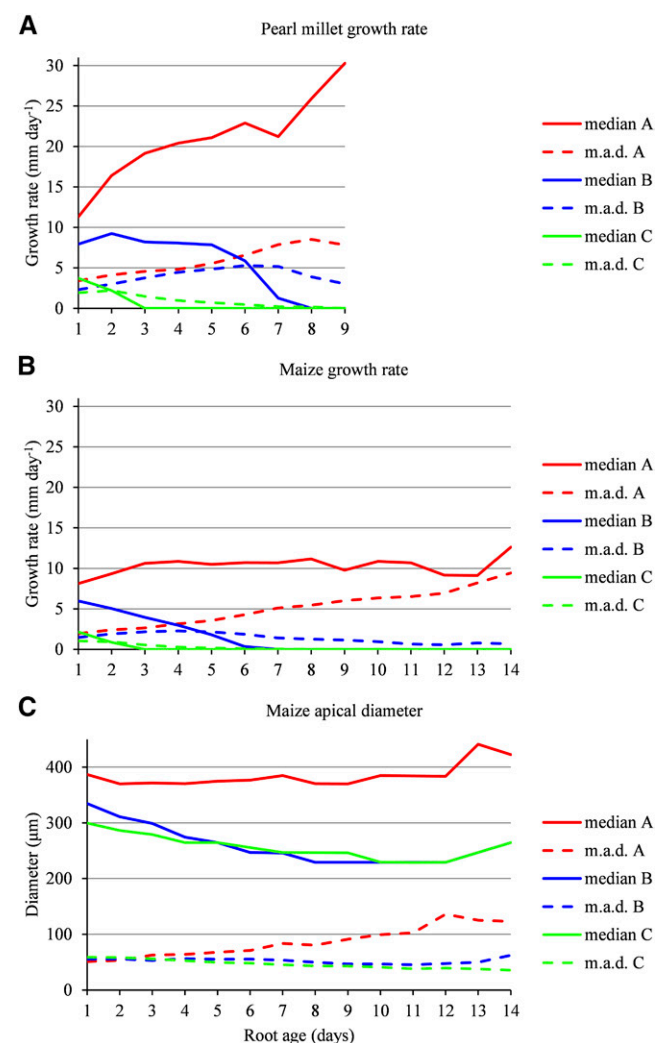 A
Pearl millet growth rate
Growth rate (mm day-1)
30
25
20
15
10
5
0
1 2 3 4 5 6 7 8 9
median A
m.a.d. A
median B
m.a.d. B
median C
m.a.d. C
B
Maize growth rate
Growth rate (mm day-1)
30
25
20
15
10
5
0
1 2 3 4 5 6 7 8 9 10 11 12 13 14
median A
m.a.d. A
median B
m.a.d. B
median C
m.a.d. C
C
Maize apical diameter
Diameter (µm)
400
300
200
100
0
1 2 3 4 5 6 7 8 9 10 11 12 13 14
Root age (days)
median A
m.a.d. A
median B
m.a.d. B
median C
m.a.d. C